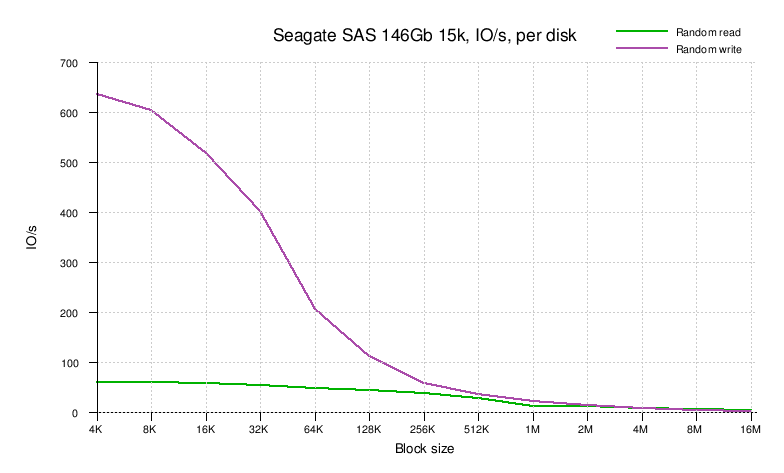 Seagate SAS 146Gb 15k, IO/s, per disk
Random read
Random write
700
600
500
400
300
200
100
0
IO/s
4K 8K 16K 32K 64K 128K 256K 512K 1M 2M 4M 8M 16M
Block size